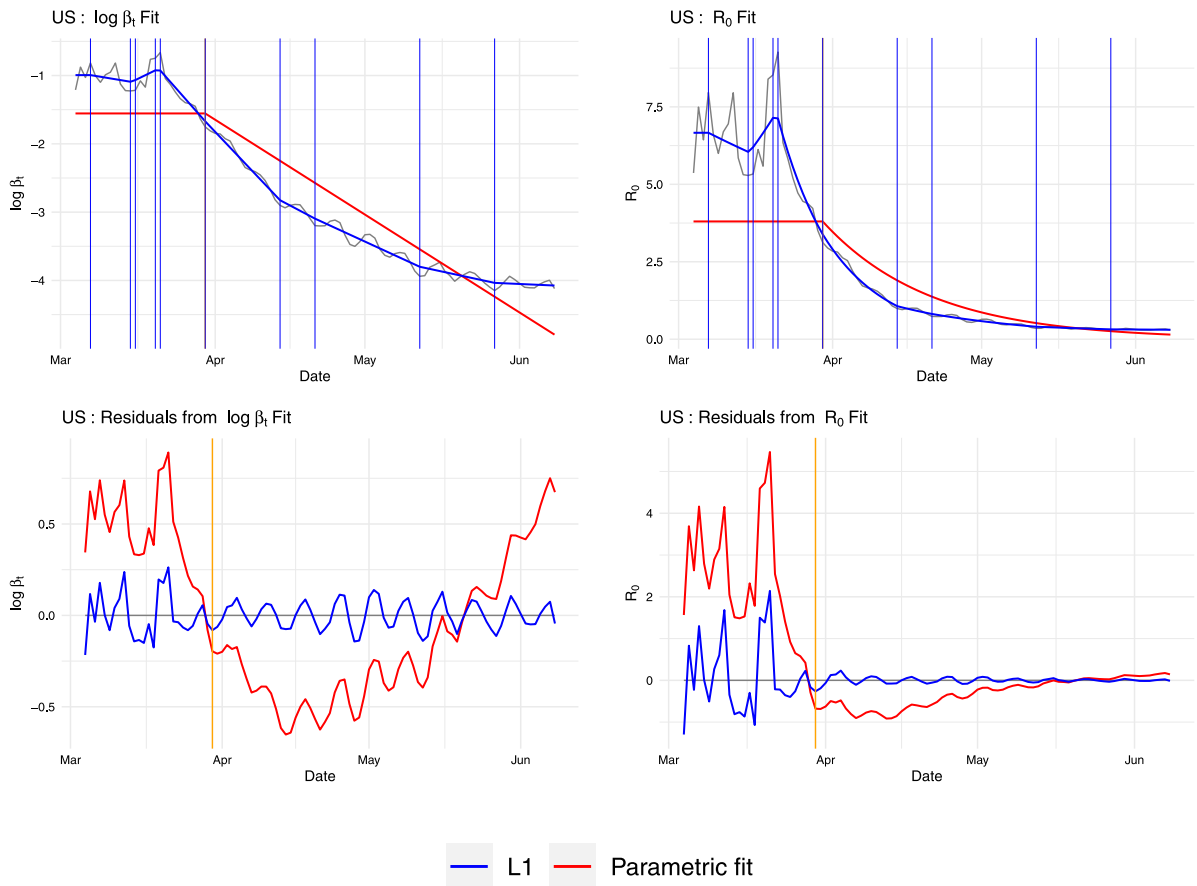 US : log βt Fit
−1
−2
−3
−4
log βt
Mar
Apr
May
Jun
Date
US : R0 Fit
7.5
5.0
2.5
0.0
R0
Mar
Apr
May
Jun
Date
US : Residuals from log βt Fit
0.5
0.0
−0.5
log βt
Mar
Apr
May
Jun
Date
US : Residuals from R0 Fit
4
2
0
R0
Mar
Apr
May
Jun
Date
L1
Parametric fit